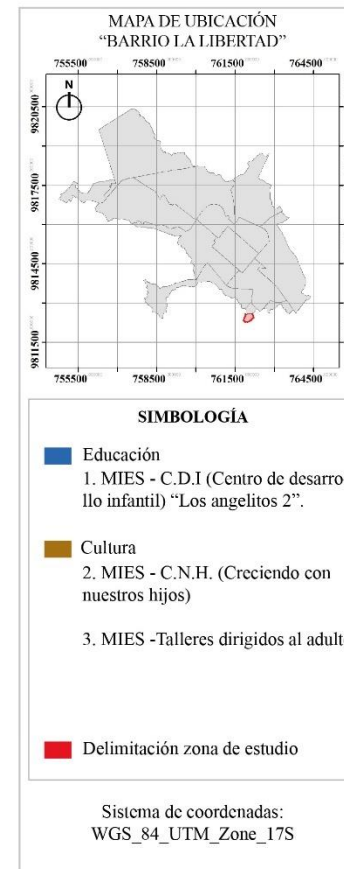 MAPA DE UBICACIÓN
“BARRIO LA LIBERTAD”
755500 758500 761500 764500
N
9820500
9817500
9814500
9811500
755500 758500 761500 764500
SIMBOLOGÍA
Educación
1. MIES - C.D.I (Centro de desarro-
llo infantil) “Los angelitos 2”.
Cultura
2. MIES - C.N.H. (Creciendo con
nuestros hijos)
3. MIES -Talleres dirigidos al adult
Delimitación zona de estudio
Sistema de coordenadas:
WGS_84_UTM_Zone_17S